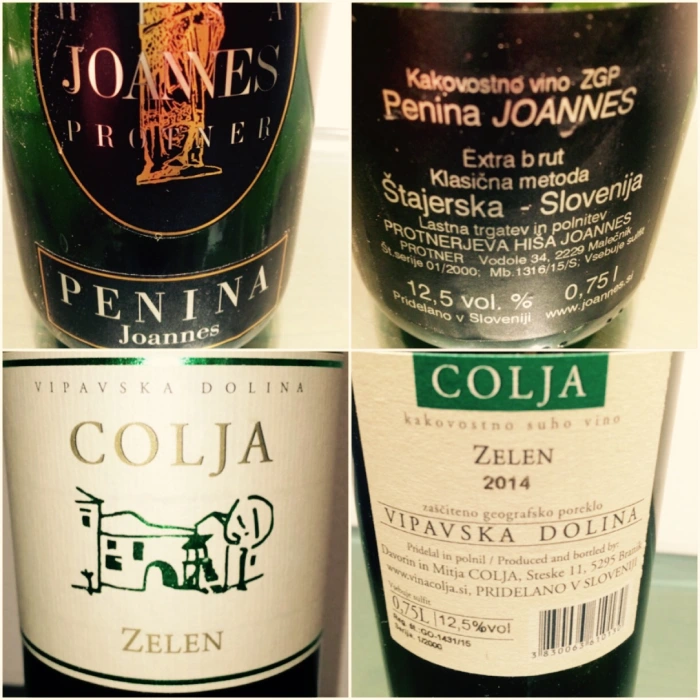 HIŠA
JOANNES
PROTNER
PENINA
Joannes
Kakovostno vino ZGP
Penina JOANNES
Extra brut
Klasična metoda
Štajerska - Slovenija
Lastna trgatev in polnitev
PROTNERJEVA HIŠA JOANNES
PROTNER Vodole 34, 2229 Malečnik
Št.serije 01/2000; Mb.1316/15/S; Vsebuje sulfit
12,5 vol. % 0,75 l
Pridelano v Sloveniji www.joannes.si
VIPAVSKA DOLINA
COLJA
ZELEN
COLJA
kakovostno suho vino
ZELEN
2014
zaščiteno geografsko poreklo
VIPAVSKA DOLINA
Pridelal in polnil / Produced and bottled by:
Davorin in Mitja COLJA, Steske 11, 5295 Branik
www.vinacolja.si, PRIDELANO V SLOVENIJI
Vsebuje sulfit
0,75L 12,5%vol
Reg. št.:GO-1431/15
Serija: 1/2000